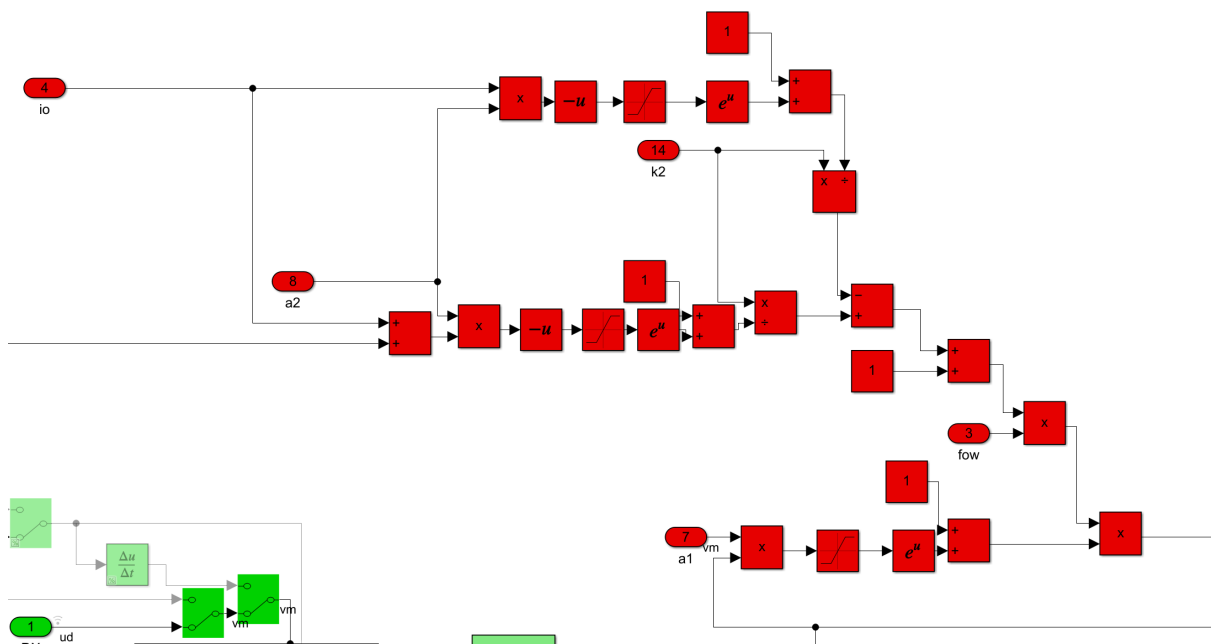 1
4
io
x
−u
e^u
+
+
14
k2
x ÷
8
a2
1
+
+
x
−u
e^u
+
+
x
÷
−
+
1
+
+
x
3
fow
1
7
vm
a1
x
e^u
+
+
x
Δu
Δt
vm
vm
1
ud